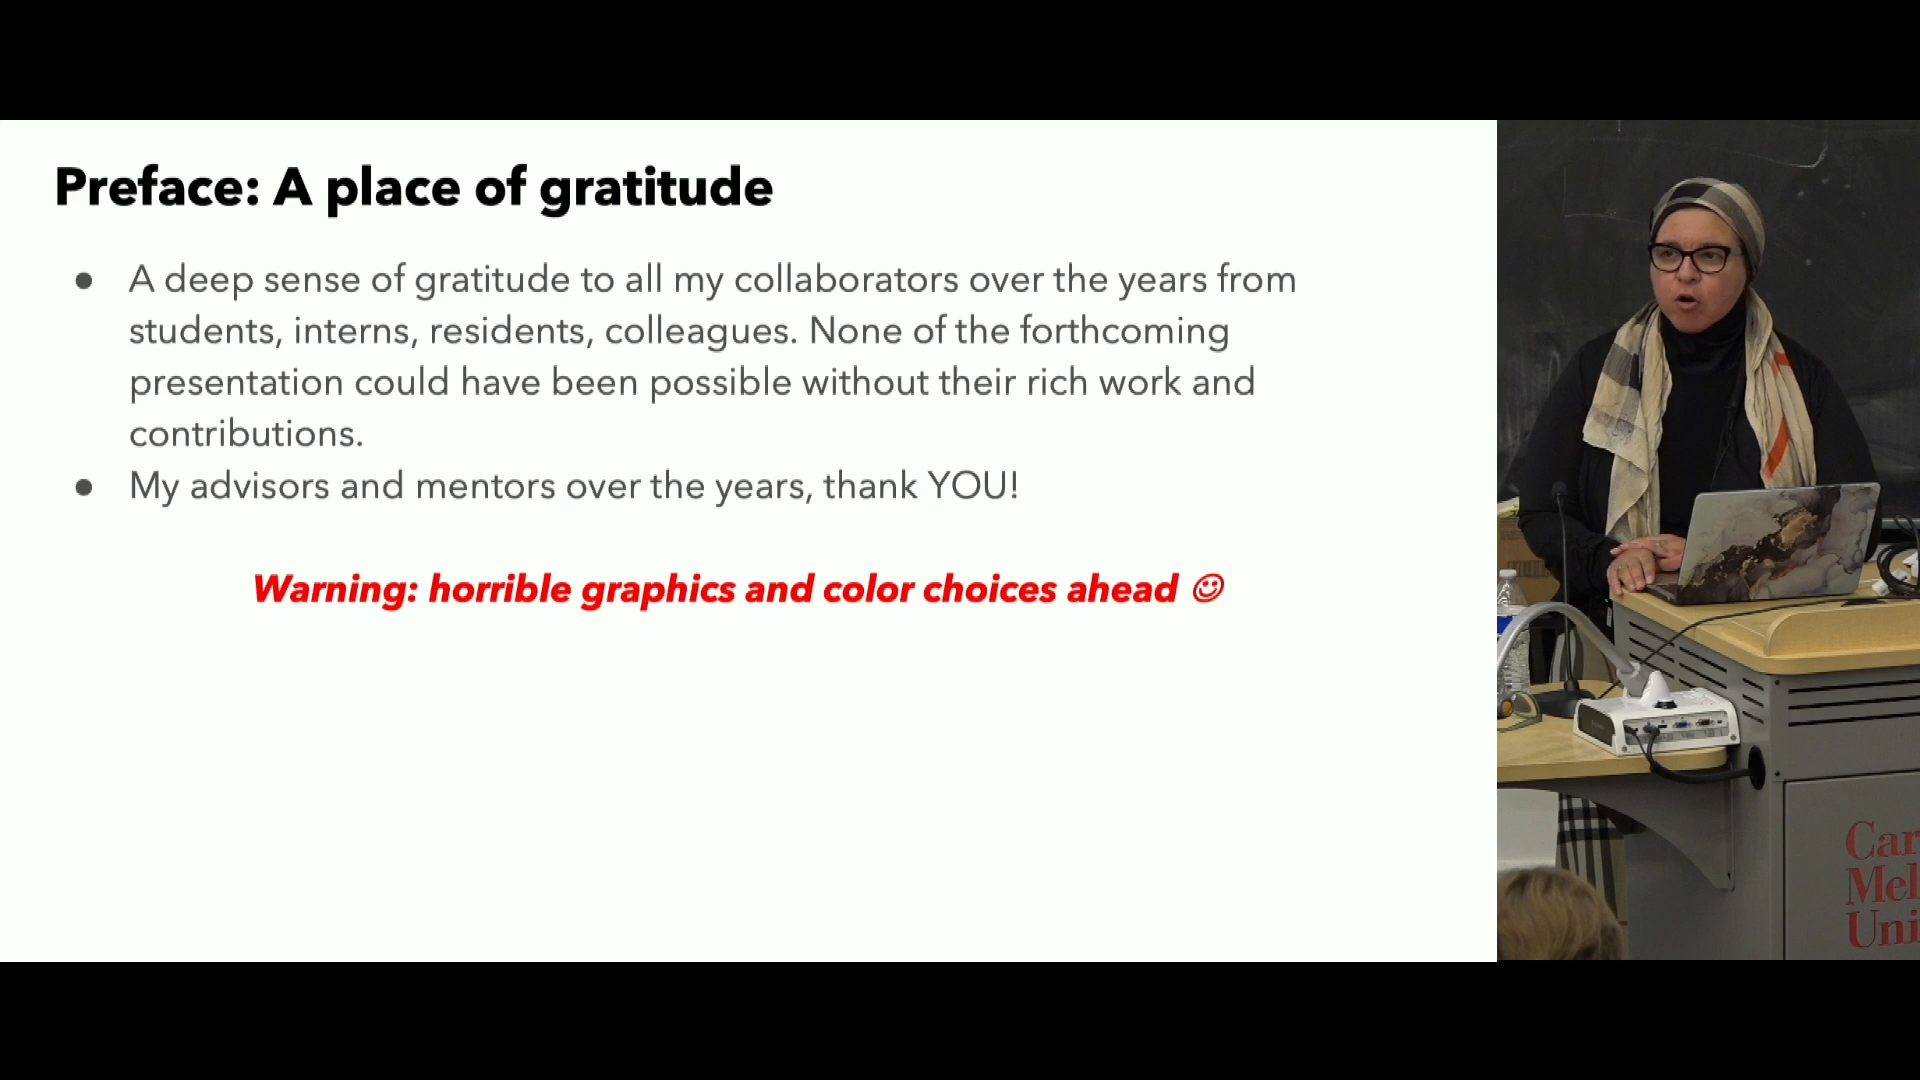 Preface: A place of gratitude
● A deep sense of gratitude to all my collaborators over the years from
students, interns, residents, colleagues. None of the forthcoming
presentation could have been possible without their rich work and
contributions.
● My advisors and mentors over the years, thank YOU!
Warning: horrible graphics and color choices ahead ☺
Car
Mel
Uni